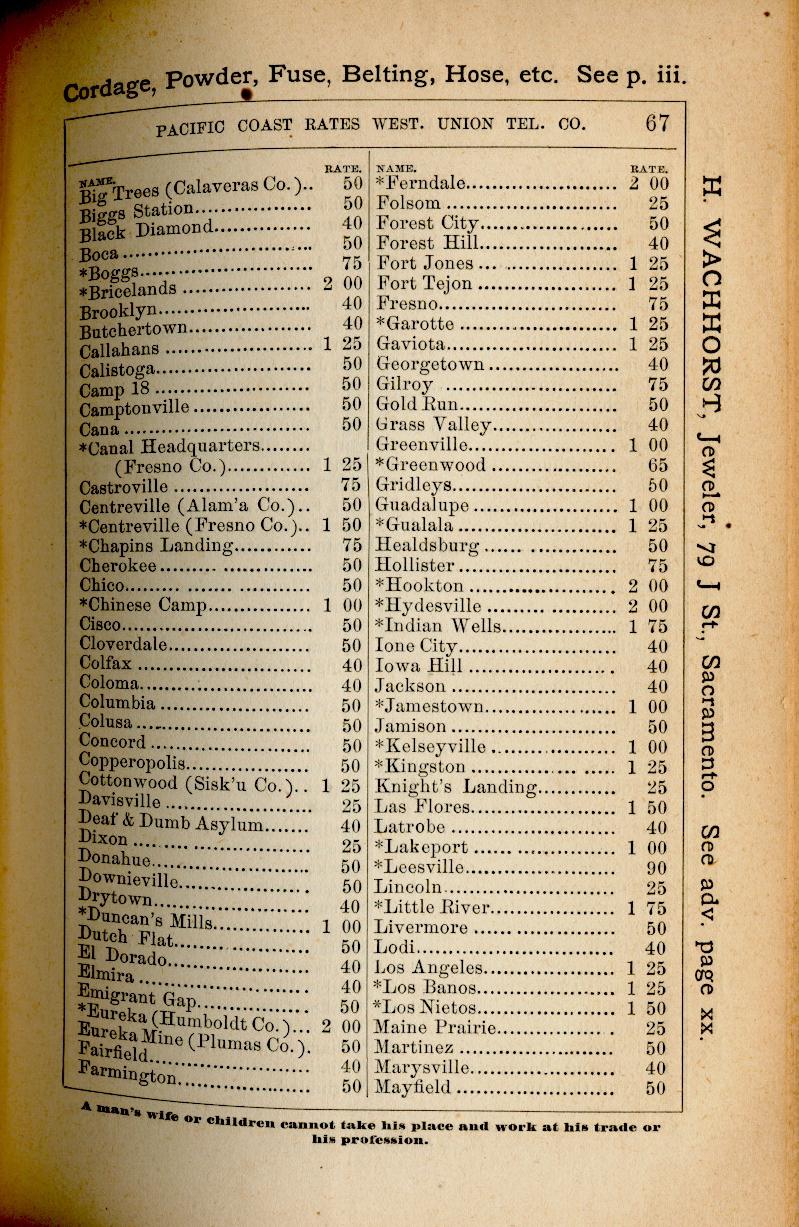 Cordage, Powder, Fuse, Belting, Hose, etc. See p. iii.
PACIFIC COAST RATES WEST. UNION TEL. CO. 67
NAME. RATE.
Big Trees (Calaveras Co.).. 50
Biggs Station.................. 50
Black Diamond............... 40
Boca............................ 50
*Boggs......................... 75
*Bricelands.................... 2 00
Brooklyn....................... 40
Butchertown................... 40
Callahans...................... 1 25
Calistoga....................... 50
Camp 18....................... 50
Camptonville.................. 50
Cana............................ 50
*Canal Headquarters........
(Fresno Co.)............. 1 25
Castroville..................... 75
Centreville (Alam'a Co.).. 50
*Centreville (Fresno Co.).. 1 50
*Chapins Landing............ 75
Cherokee....................... 50
Chico........................... 50
*Chinese Camp................ 1 00
Cisco............................ 50
Cloverdale..................... 50
Colfax.......................... 40
Coloma......................... 40
Columbia...................... 50
Colusa.......................... 50
Concord........................ 50
Copperopolis.................. 50
Cottonwood (Sisk'u Co.).. 1 25
Davisville...................... 25
Deaf & Dumb Asylum....... 40
Dixon........................... 25
Donahue....................... 50
Downieville.................... 50
Drytown........................ 40
*Duncan's Mills............... 1 00
Dutch Flat..................... 50
El Dorado...................... 40
Elmira.......................... 40
Emigrant Gap................. 50
*Eureka (Humboldt Co.)... 2 00
Eureka Mine (Plumas Co.). 50
Fairfield........................ 40
Farmington.................... 50
NAME. RATE.
*Ferndale...................... 2 00
Folsom......................... 25
Forest City.................... 50
Forest Hill..................... 40
Fort Jones..................... 1 25
Fort Tejon..................... 1 25
Fresno.......................... 75
*Garotte....................... 1 25
Gaviota......................... 1 25
Georgetown................... 40
Gilroy........................... 75
Gold Run...................... 50
Grass Valley................... 40
Greenville...................... 1 00
*Greenwood................... 65
Gridleys........................ 50
Guadalupe..................... 1 00
*Gualala....................... 1 25
Healdsburg.................... 50
Hollister........................ 75
*Hookton...................... 2 00
*Hydesville.................... 2 00
*Indian Wells................. 1 75
Ione City....................... 40
Iowa Hill....................... 40
Jackson......................... 40
*Jamestown................... 1 00
Jamison........................ 50
*Kelseyville................... 1 00
*Kingston..................... 1 25
Knight's Landing............ 25
Las Flores..................... 1 50
Latrobe......................... 40
*Lakeport..................... 1 00
*Leesville...................... 90
Lincoln......................... 25
*Little River.................. 1 75
Livermore..................... 50
Lodi............................. 40
Los Angeles................... 1 25
*Los Banos.................... 1 25
*Los Nietos................... 1 50
Maine Prairie................. 25
Martinez....................... 50
Marysville..................... 40
Mayfield....................... 50
H. WACHHORST, Jeweler, 79 J St., Sacramento. See adv. page xx.
A man's wife or children cannot take his place and work at his trade or
his profession.